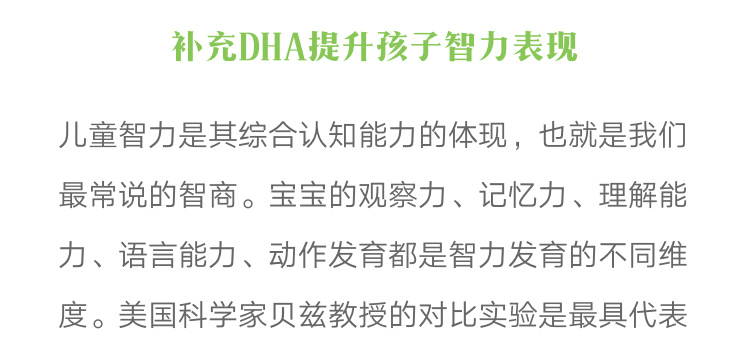 补充DHA提升孩子智力表现
儿童智力是其综合认知能力的体现，也就是我们
最常说的智商。宝宝的观察力、记忆力、理解能
力、语言能力、动作发育都是智力发育的不同维
度。美国科学家贝兹教授的对比实验是最具代表